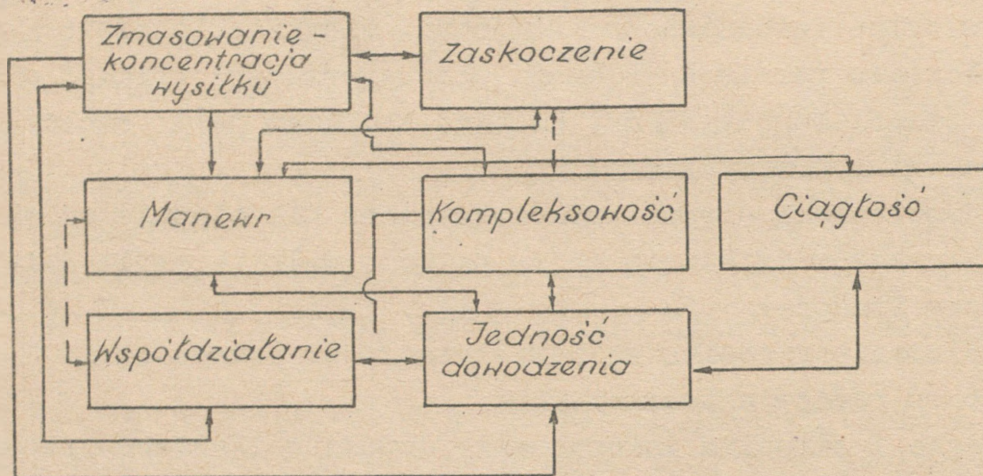 Zmasowanie -
koncentracja
wysiłku
Zaskoczenie
Manewr
Kompleksowość
Ciągłość
Współdziałanie
Jedność
dowodzenia